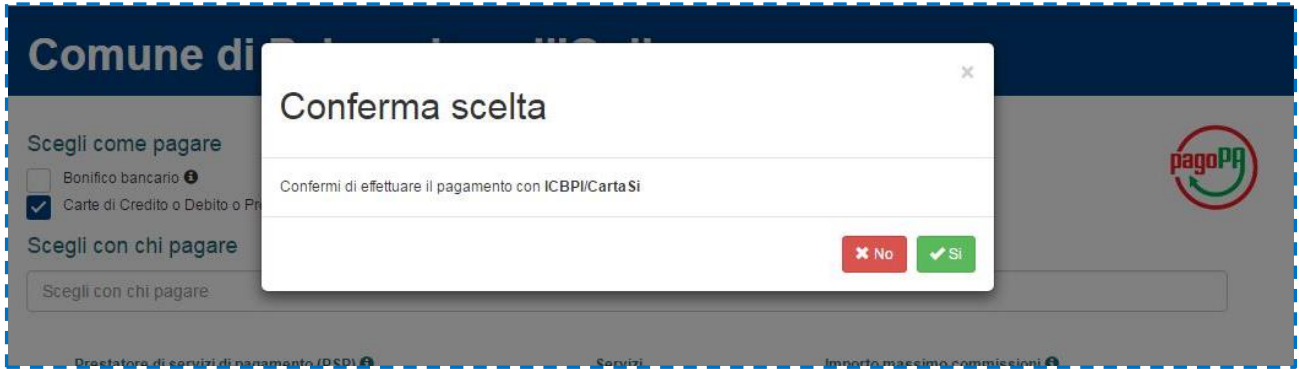 Comune di
×
Conferma scelta
Scegli come pagare
pagoPA
Bonifico bancario
Confermi di effettuare il pagamento con ICBPI/CartaSi
Carte di Credito o Debito o
Scegli con chi pagare
No
Si
Scegli con chi pagare
Prestatore di servizi di pagamento (PSP) Servizi Importo massimo commissioni